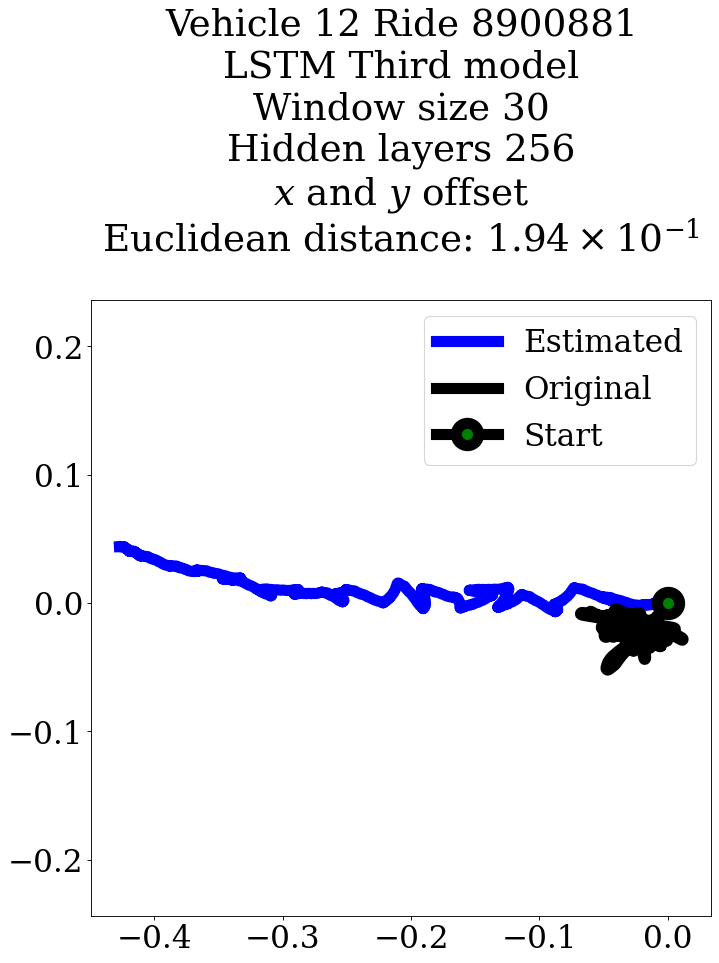 Vehicle 12 Ride 8900881
LSTM Third model
Window size 30
Hidden layers 256
x and y offset
Euclidean distance: 1.94 × 10⁻¹
Estimated
Original
Start
0.2
0.1
0.0
−0.1
−0.2
−0.4 −0.3 −0.2 −0.1 0.0